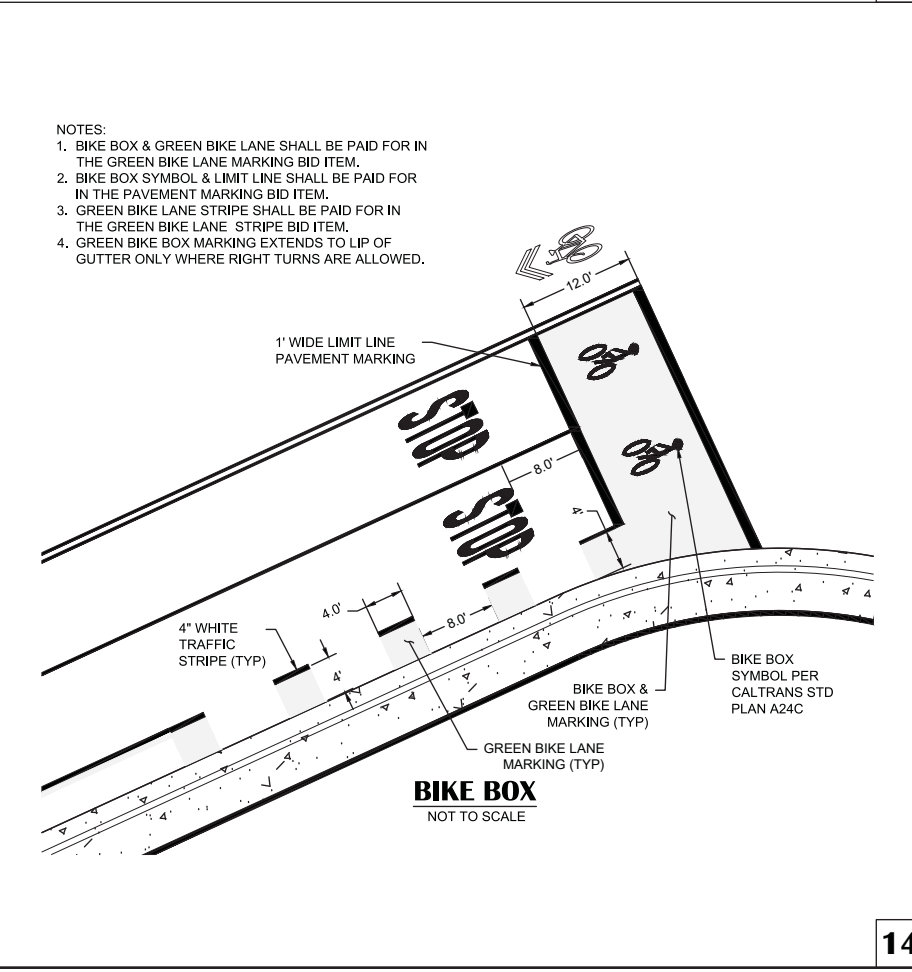 NOTES:
1. BIKE BOX & GREEN BIKE LANE SHALL BE PAID FOR IN
THE GREEN BIKE LANE MARKING BID ITEM.
2. BIKE BOX SYMBOL & LIMIT LINE SHALL BE PAID FOR
IN THE PAVEMENT MARKING BID ITEM.
3. GREEN BIKE LANE STRIPE SHALL BE PAID FOR IN
THE GREEN BIKE LANE STRIPE BID ITEM.
4. GREEN BIKE BOX MARKING EXTENDS TO LIP OF
GUTTER ONLY WHERE RIGHT TURNS ARE ALLOWED.
12.0'
1' WIDE LIMIT LINE
PAVEMENT MARKING
STOP
8.0'
STOP
4'
4.0'
8.0'
4" WHITE
TRAFFIC
STRIPE (TYP)
4'
BIKE BOX
SYMBOL PER
CALTRANS STD
PLAN A24C
BIKE BOX &
GREEN BIKE LANE
MARKING (TYP)
GREEN BIKE LANE
MARKING (TYP)
BIKE BOX
NOT TO SCALE
14